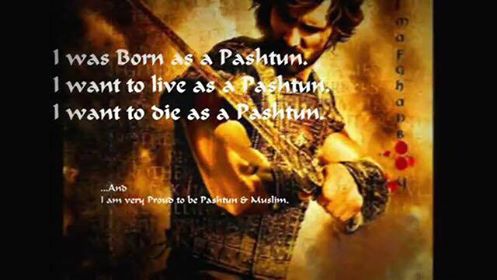 I was Born as a Pashtun.
I want to live as a Pashtun.
I want to die as a Pashtun.
...And
I am very Proud to be Pashtun & Muslim.